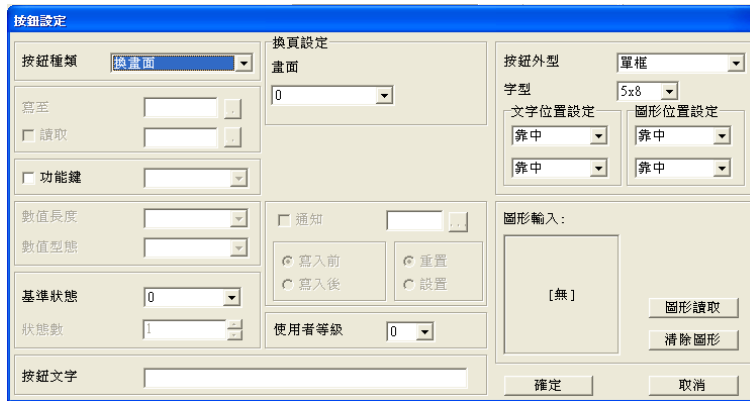 按鈕設定
按鈕種類 換畫面
寫至
讀取
功能鍵
數值長度
數值型態
基準狀態 0
狀態數 1
按鈕文字
換頁設定
畫面
0
通知 ...
寫入前 重置
寫入後 設置
使用者等級 0
按鈕外型 單框
字型 5x8
文字位置設定 圖形位置設定
靠中 靠中
靠中 靠中
圖形輸入:
[無]
圖形讀取
清除圖形
確定 取消